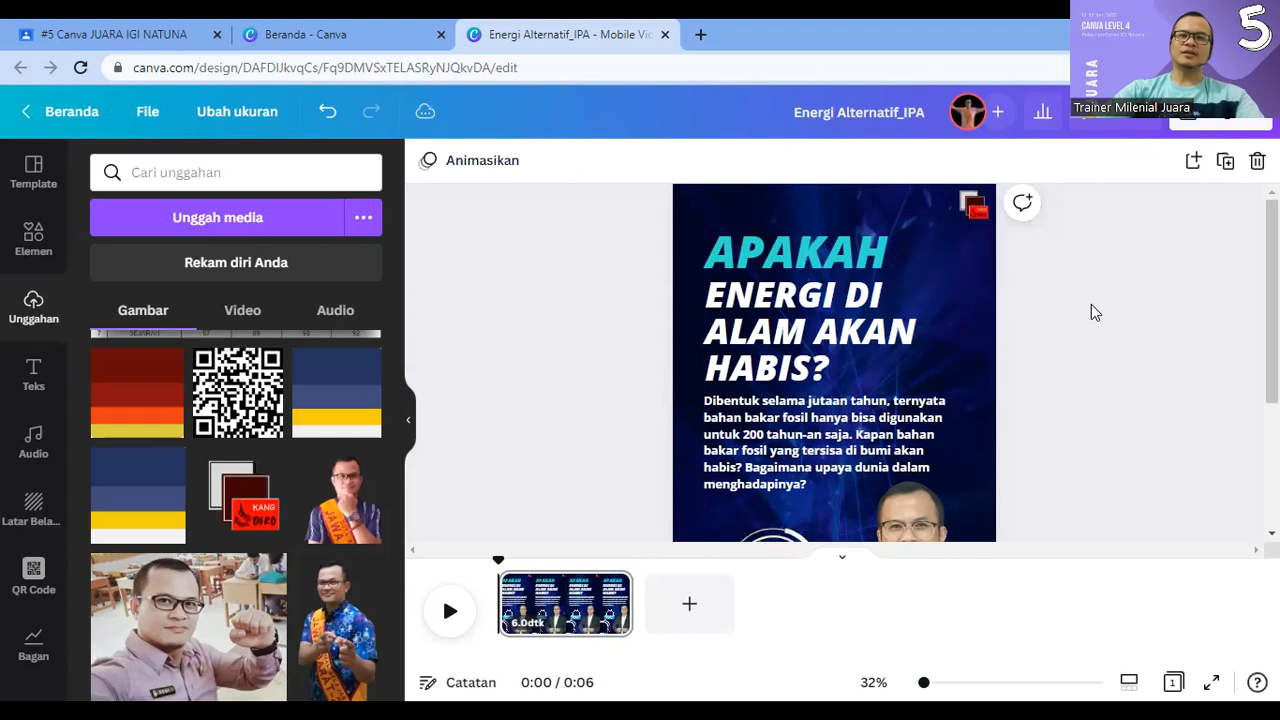 #5 Canva JUARA IGI NATUNA
Beranda - Canva
Energi Alternatif_IPA - Mobile Vic
canva.com/design/DAFDIJkvqCs/Fq9DMVSxTELASRyNJQkvDA/edit
CANVA LEVEL 4
5
Trainer Milenial Juara
Beranda
File
Ubah ukuran
Energi Alternatif_IPA
Template
Elemen
Unggahan
Teks
Audio
Latar Bela...
QR Code
Bagan
Cari unggahan
Unggah media
Rekam diri Anda
Gambar
Video
Audio
SEJARAH
KANG
DERO
Animasikan
APAKAH
ENERGI DI
ALAM AKAN
HABIS?
Dibentuk selama jutaan tahun, ternyata
bahan bakar fosil hanya bisa digunakan
untuk 200 tahun-an saja. Kapan bahan
bakar fosil yang tersisa di bumi akan
habis? Bagaimana upaya dunia dalam
menghadapinya?
6.0dtk
Catatan
0:00 / 0:06
32%
1